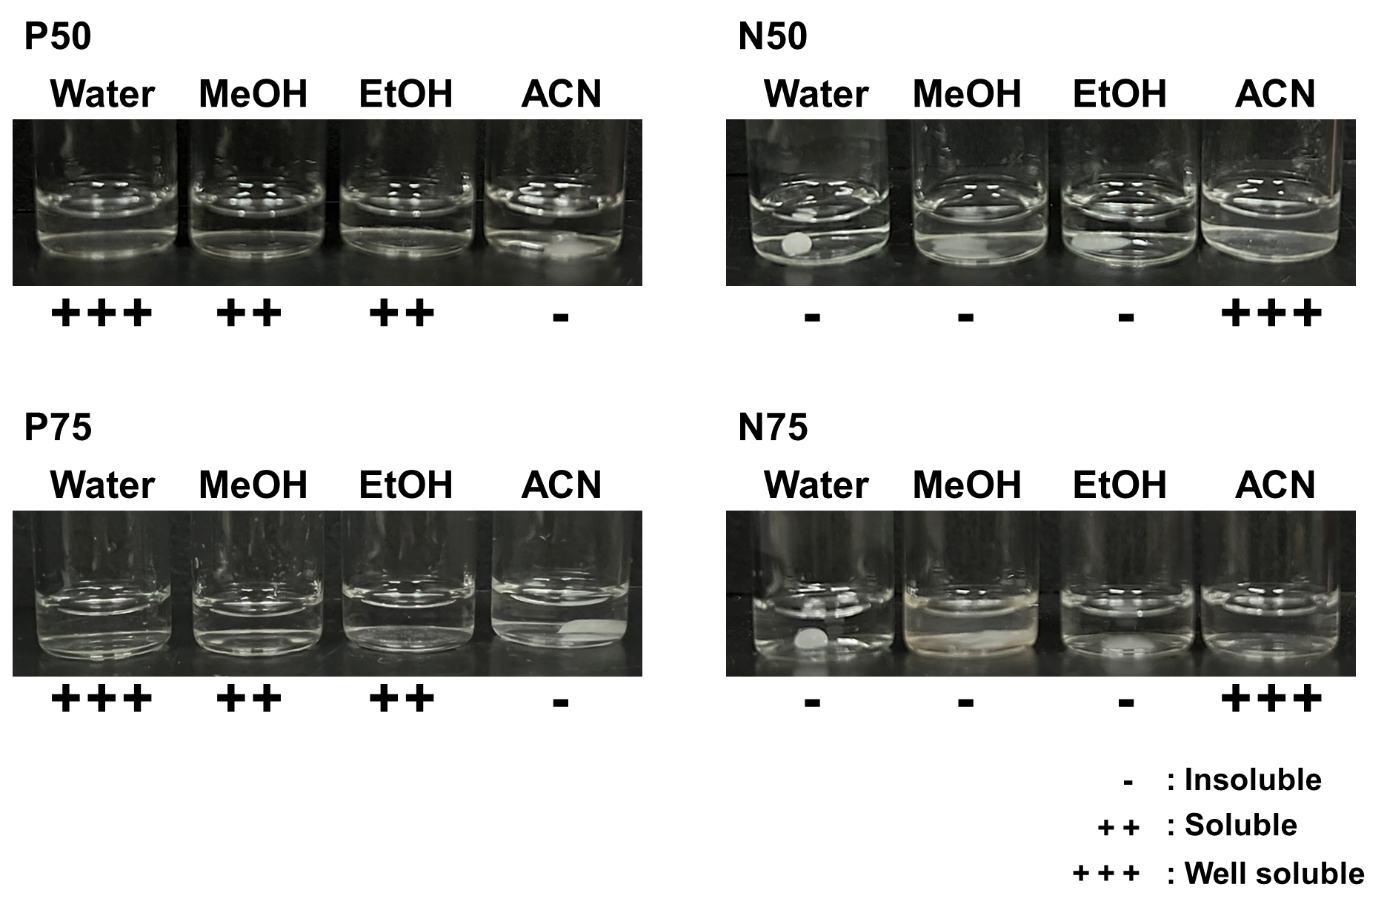 P50
Water MeOH EtOH ACN
+++ ++ ++ -
N50
Water MeOH EtOH ACN
- - - +++
P75
Water MeOH EtOH ACN
+++ ++ ++ -
N75
Water MeOH EtOH ACN
- - - +++
- : Insoluble
++ : Soluble
+++ : Well soluble